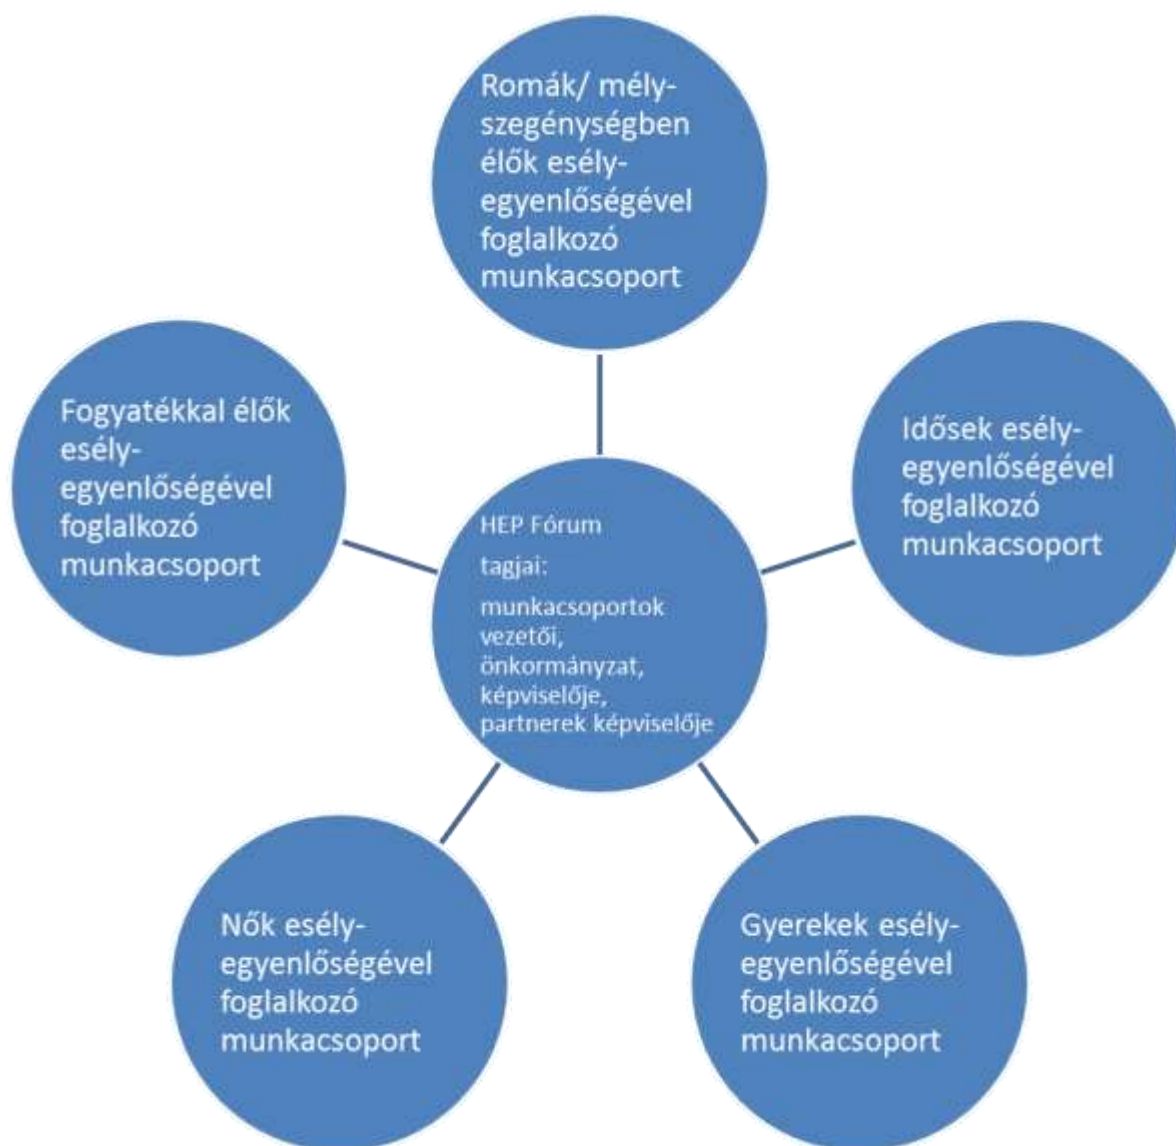 Romák/ mély-
szegénységben
élők esély-
egyenlőségével
foglalkozó
munkacsoport
Fogyatékkal élők
esély-
egyenlőségével
foglalkozó
munkacsoport
Idősek esély-
egyenlőségével
foglalkozó
munkacsoport
HEP Fórum
tagjai:
munkacsoportok
vezetői,
önkormányzat,
képviselője,
partnerek képviselője
Nők esély-
egyenlőségével
foglalkozó
munkacsoport
Gyerekek esély-
egyenlőségével
foglalkozó
munkacsoport